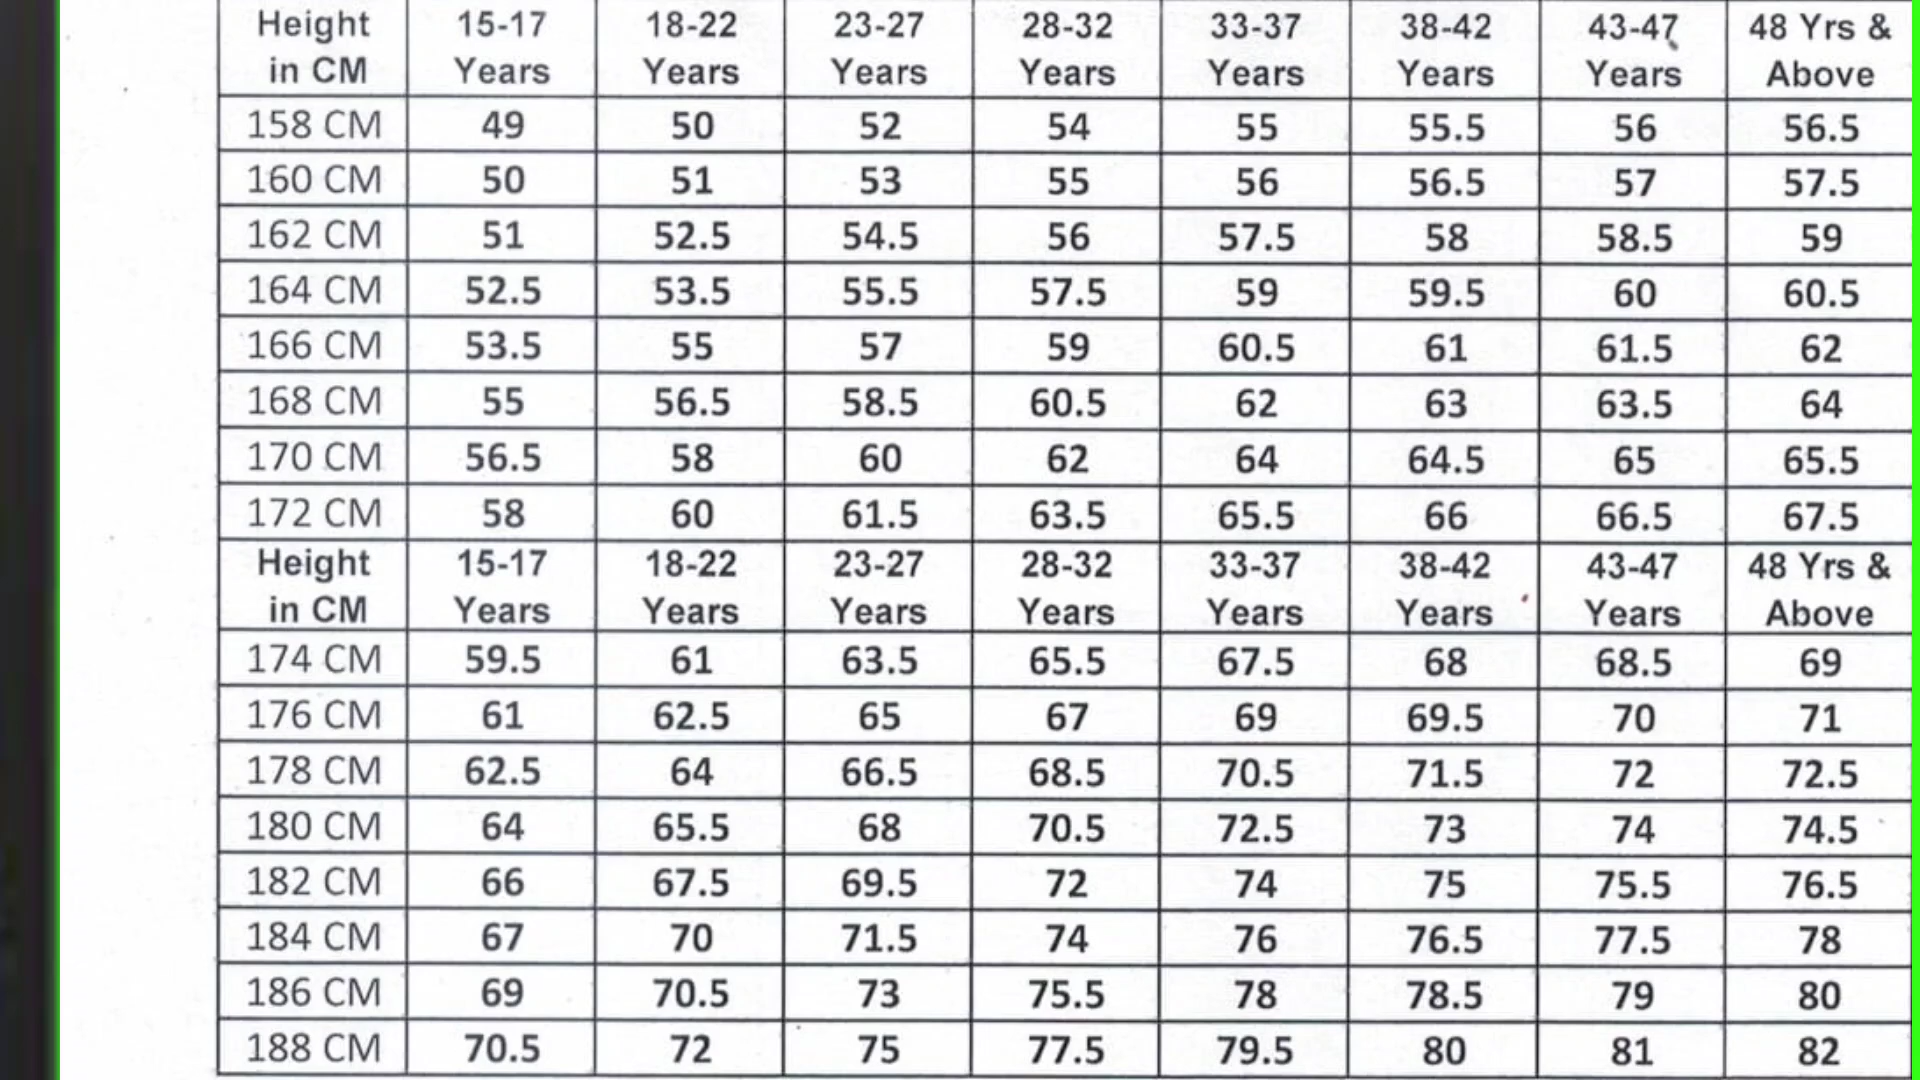 Height in CM 15-17 Years 18-22 Years 23-27 Years 28-32 Years 33-37 Years 38-42 Years 43-47 Years 48 Yrs & Above
158 CM 49 50 52 54 55 55.5 56 56.5
160 CM 50 51 53 55 56 56.5 57 57.5
162 CM 51 52.5 54.5 56 57.5 58 58.5 59
164 CM 52.5 53.5 55.5 57.5 59 59.5 60 60.5
166 CM 53.5 55 57 59 60.5 61 61.5 62
168 CM 55 56.5 58.5 60.5 62 63 63.5 64
170 CM 56.5 58 60 62 64 64.5 65 65.5
172 CM 58 60 61.5 63.5 65.5 66 66.5 67.5
Height in CM 15-17 Years 18-22 Years 23-27 Years 28-32 Years 33-37 Years 38-42 Years 43-47 Years 48 Yrs & Above
174 CM 59.5 61 63.5 65.5 67.5 68 68.5 69
176 CM 61 62.5 65 67 69 69.5 70 71
178 CM 62.5 64 66.5 68.5 70.5 71.5 72 72.5
180 CM 64 65.5 68 70.5 72.5 73 74 74.5
182 CM 66 67.5 69.5 72 74 75 75.5 76.5
184 CM 67 70 71.5 74 76 76.5 77.5 78
186 CM 69 70.5 73 75.5 78 78.5 79 80
188 CM 70.5 72 75 77.5 79.5 80 81 82